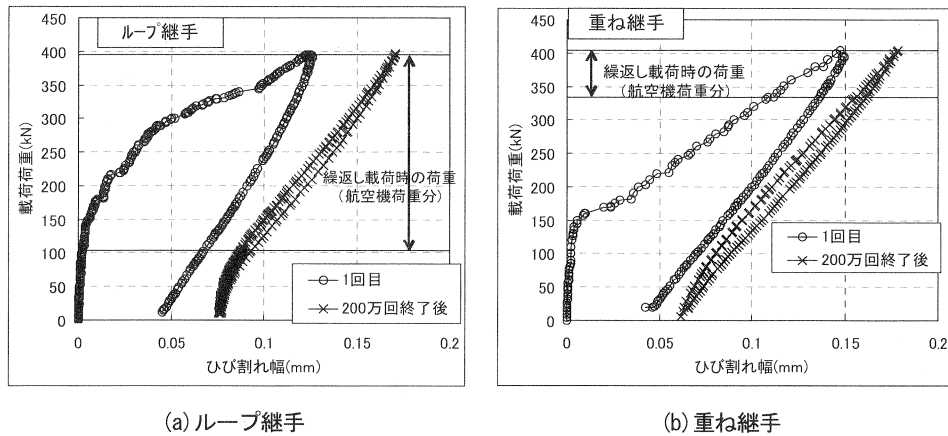 ループ継手
載荷荷重(kN)
450
400
350
300
250
200
150
100
50
0
繰返し載荷時の荷重
(航空機荷重分)
1回目
200万回終了後
0
0.05
0.1
0.15
0.2
ひび割れ幅(mm)
(a) ループ継手
重ね継手
載荷荷重(kN)
450
400
350
300
250
200
150
100
50
0
繰返し載荷時の荷重
(航空機荷重分)
1回目
200万回終了後
0
0.05
0.1
0.15
0.2
ひび割れ幅(mm)
(b) 重ね継手